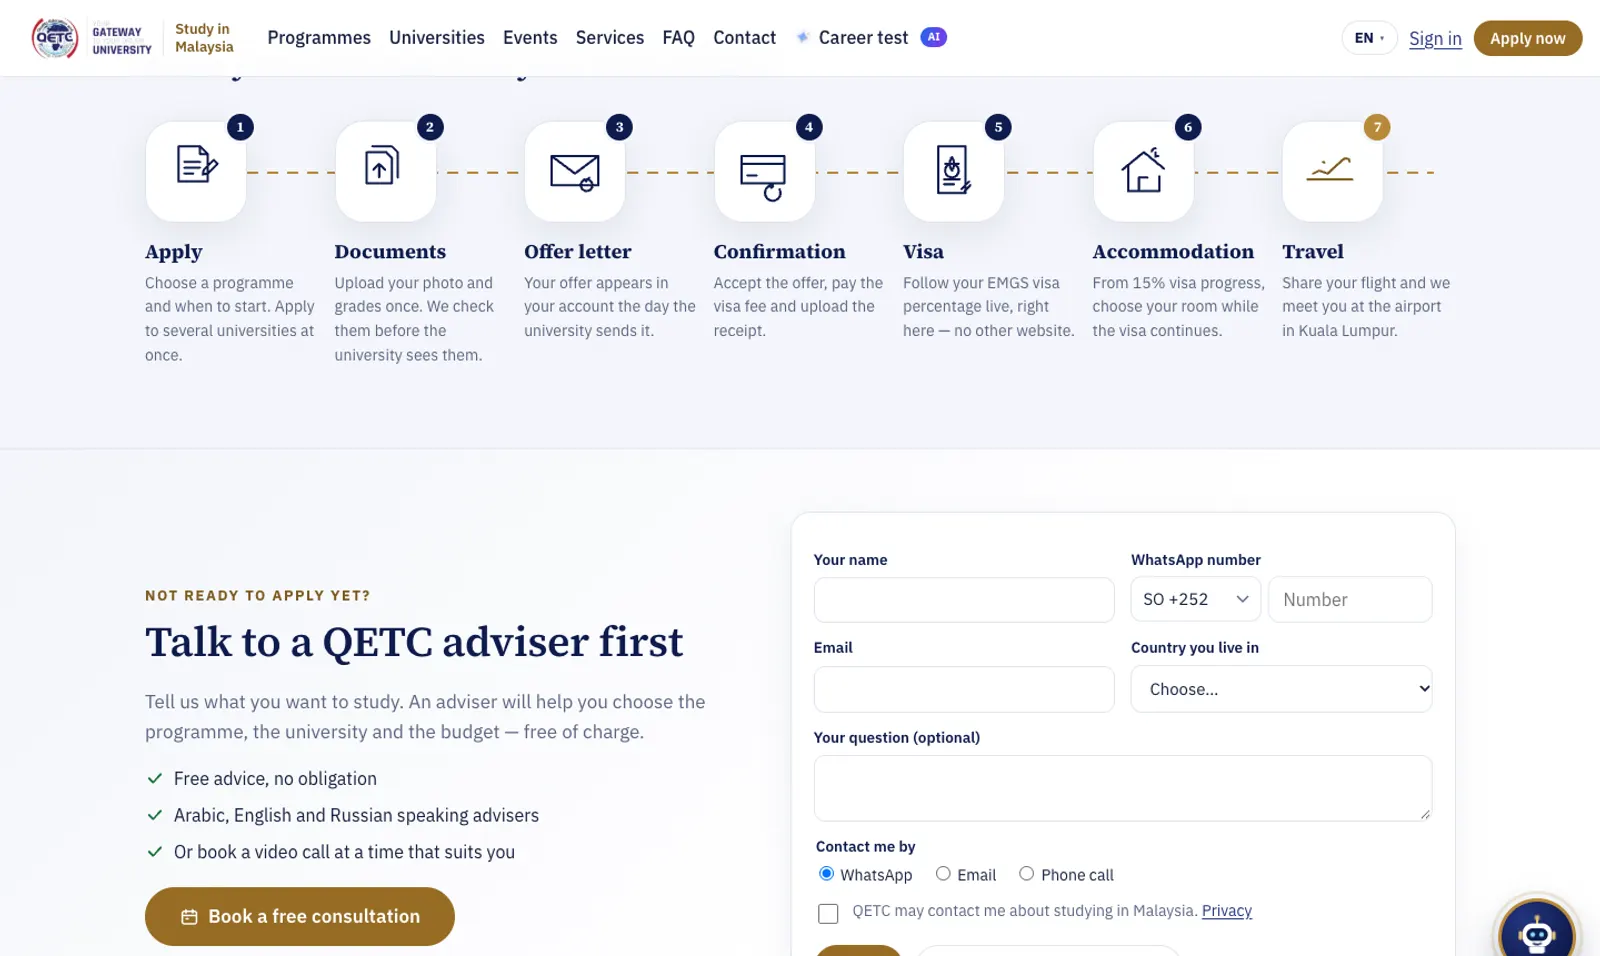 QETC
GATEWAY
UNIVERSITY
Study in
Malaysia
Programmes
Universities
Events
Services
FAQ
Contact
Career test
AI
EN
Sign in
Apply now
1
2
3
4
5
6
7
Apply
Choose a programme
and when to start. Apply
to several universities at
once.
Documents
Upload your photo and
grades once. We check
them before the
university sees them.
Offer letter
Your offer appears in
your account the day the
university sends it.
Confirmation
Accept the offer, pay the
visa fee and upload the
receipt.
Visa
Follow your EMGS visa
percentage live, right
here — no other website.
Accommodation
From 15% visa progress,
choose your room while
the visa continues.
Travel
Share your flight and we
meet you at the airport
in Kuala Lumpur.
NOT READY TO APPLY YET?
Talk to a QETC adviser first
Tell us what you want to study. An adviser will help you choose the
programme, the university and the budget — free of charge.
Free advice, no obligation
Arabic, English and Russian speaking advisers
Or book a video call at a time that suits you
Book a free consultation
Your name
WhatsApp number
SO +252
Number
Email
Country you live in
Choose...
Your question (optional)
Contact me by
WhatsApp
Email
Phone call
QETC may contact me about studying in Malaysia. Privacy